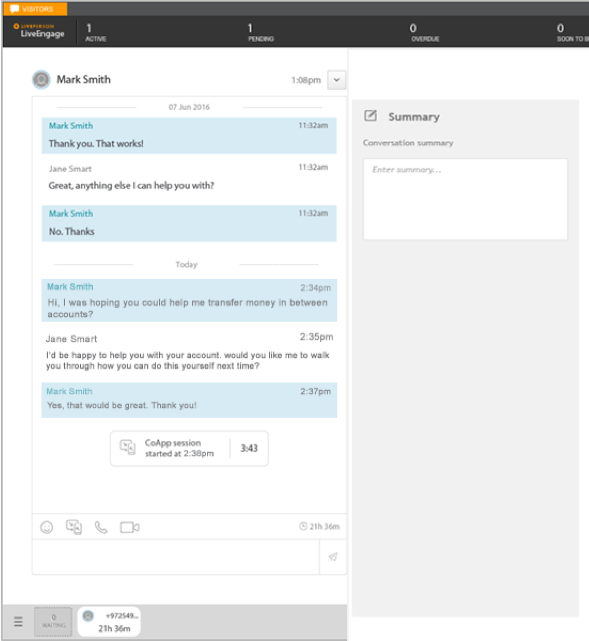 VISITORS
LIVEPERSON
LiveEngage
1
ACTIVE
1
PENDING
0
OVERDUE
0
SOON TO B
Mark Smith
1:08pm
07 Jun 2016
Mark Smith 11:32am
Thank you. That works!
Jane Smart 11:32am
Great, anything else I can help you with?
Mark Smith 11:32am
No. Thanks
Today
Mark Smith 2:34pm
Hi, I was hoping you could help me transfer money in between
accounts?
Jane Smart 2:35pm
I'd be happy to help you with your account. would you like me to walk
you through how you can do this yourself next time?
Mark Smith 2:37pm
Yes, that would be great. Thank you!
CoApp session
started at 2:38pm
3:43
21h 36m
Summary
Conversation summary
Enter summary...
0
WAITING
+972549...
21h 36m